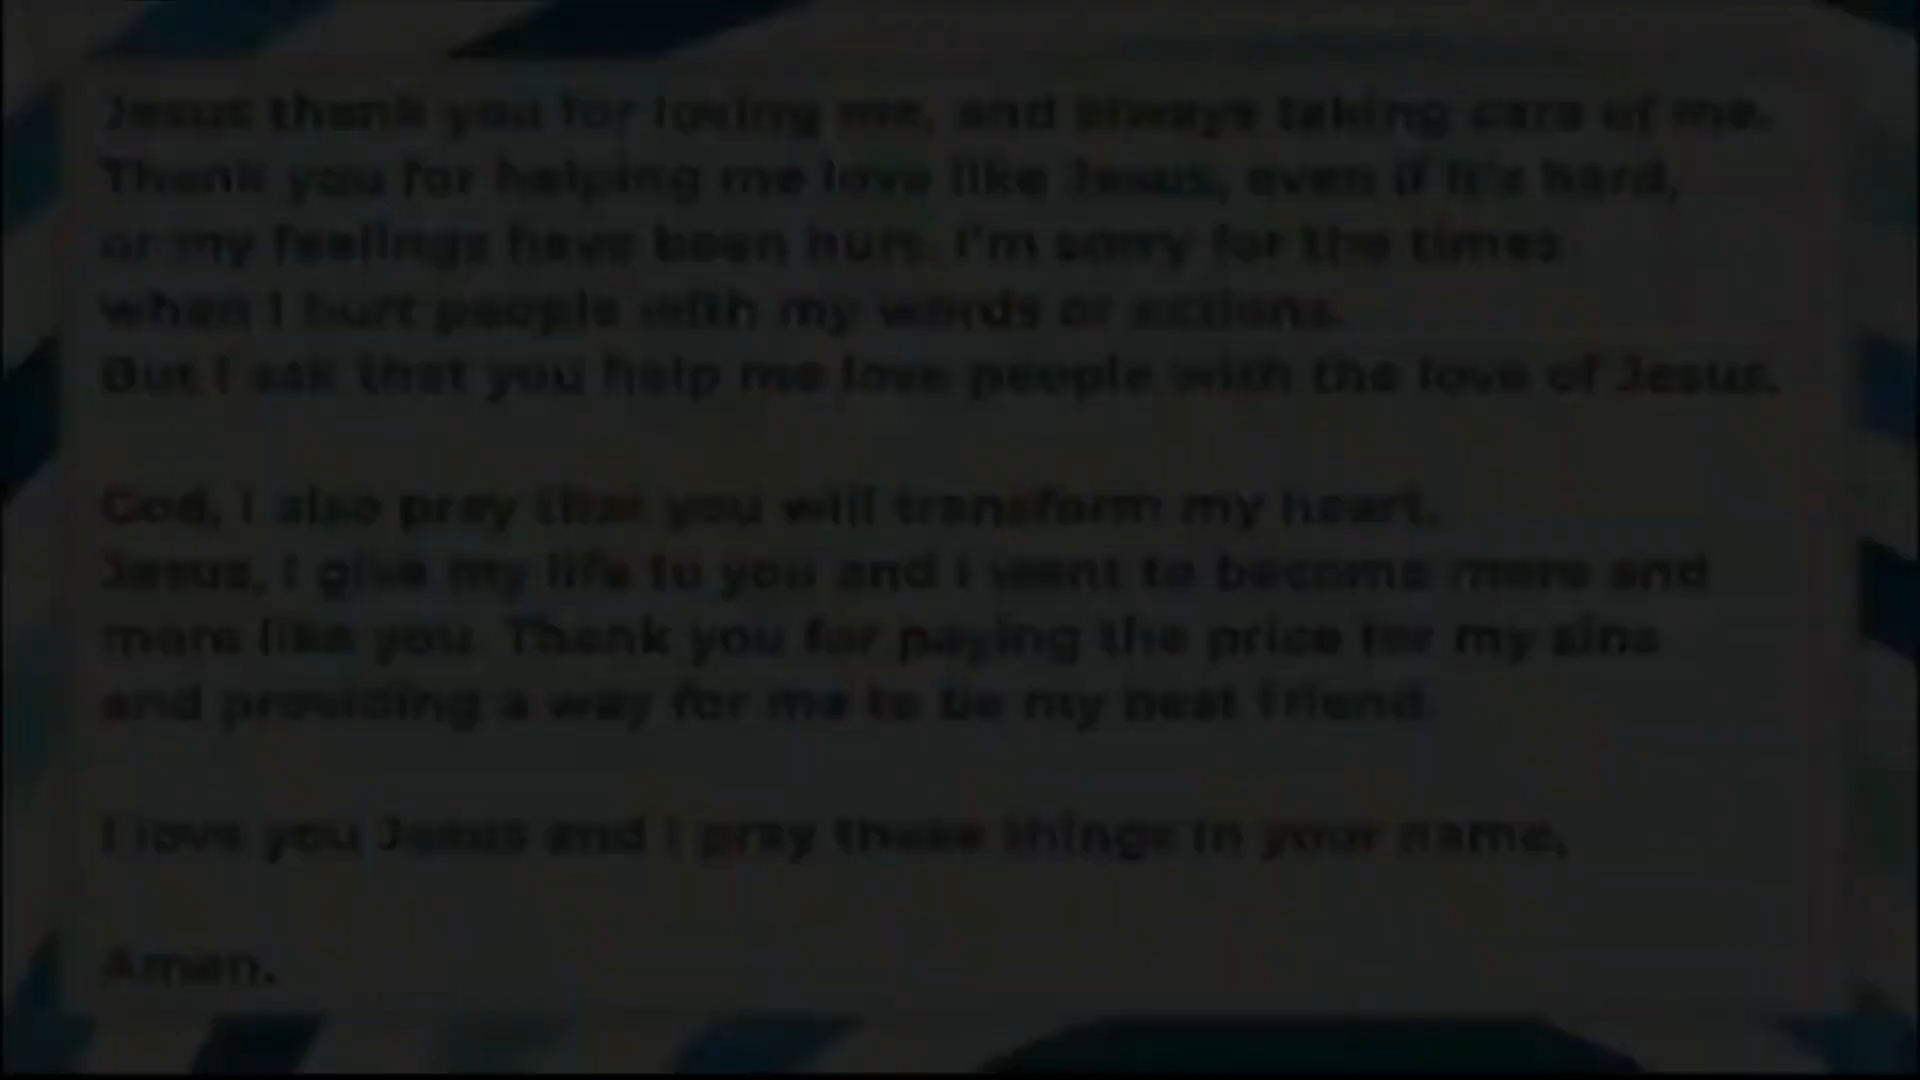 Jesus thank you for loving me, and always taking care of me.
Thank you for helping me love like Jesus, even if it's hard,
or my feelings have been hurt. I'm sorry for the times
when I hurt people with my words or actions.
But I ask that you help me love people with the love of Jesus.
God, I also pray that you will transform my heart.
Jesus, I give my life to you and I want to become more and
more like you. Thank you for paying the price for my sins
and providing a way for me to be my best friend.
I love you Jesus and I pray these things in your name,
Amen.